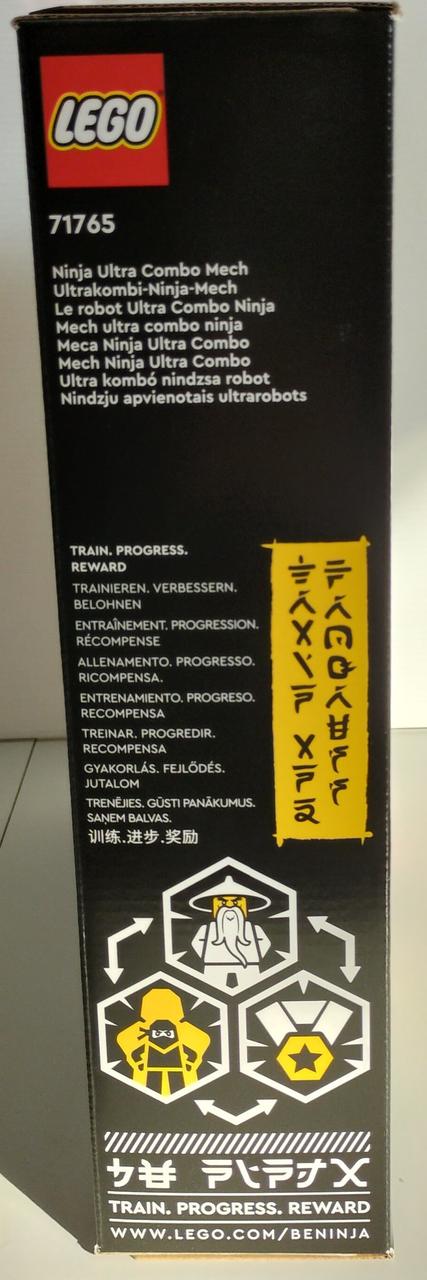 LEGO
71765
Ninja Ultra Combo Mech
Ultrakombi-Ninja-Mech
Le robot Ultra Combo Ninja
Mech ultra combo ninja
Meca Ninja Ultra Combo
Mech Ninja Ultra Combo
Ultra kombó nindzsa robot
Nindzju apvienotais ultrarobots
TRAIN. PROGRESS.
REWARD
TRAINIEREN. VERBESSERN.
BELOHNEN
ENTRAÎNEMENT. PROGRESSION.
RÉCOMPENSE
ALLENAMENTO. PROGRESSO.
RICOMPENSA.
ENTRENAMIENTO. PROGRESO.
RECOMPENSA
TREINAR. PROGREDIR.
RECOMPENSA
GYAKORLÁS. FEJLŐDÉS.
JUTALOM
TRENĒJIES. GŪSTI PANĀKUMUS.
SAŅEM BALVAS.
训练.进步.奖励
TRAIN. PROGRESS. REWARD
WWW.LEGO.COM/BENINJA